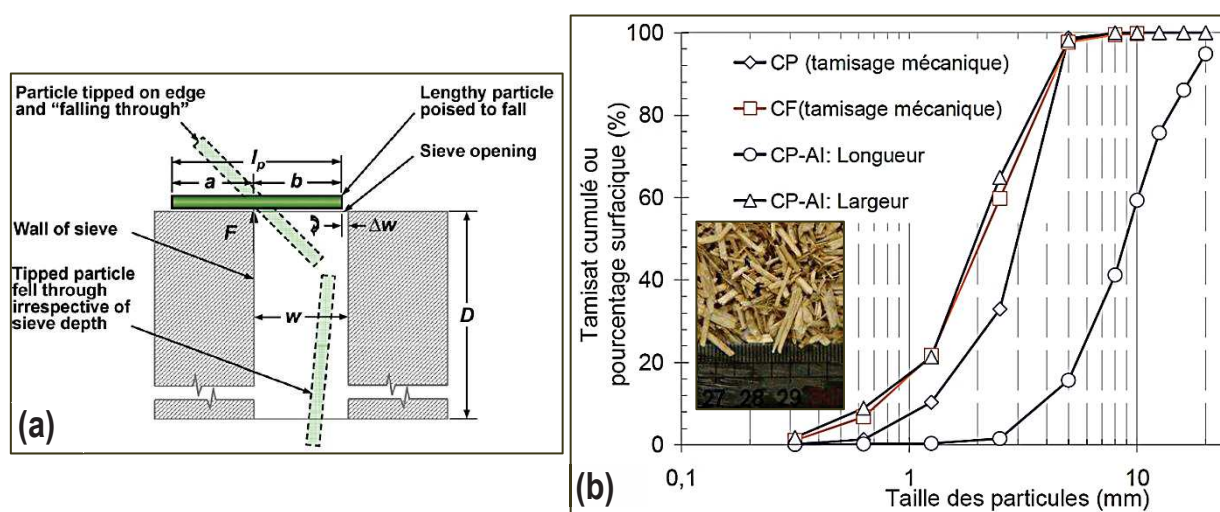 Particle tipped on edge
and “falling through”
Lengthy particle
poised to fall
Sieve opening
lp
a
b
F
Δw
Wall of sieve
Tipped particle
fell through
irrespective of
sieve depth
w
D
(a)
Tamisat cumulé ou
pourcentage surfacique (%)
100
80
60
40
20
0
CP (tamisage mécanique)
CF(tamisage mécanique)
CP-AI: Longueur
CP-AI: Largeur
27 28 29
0,1
1
10
Taille des particules (mm)
(b)